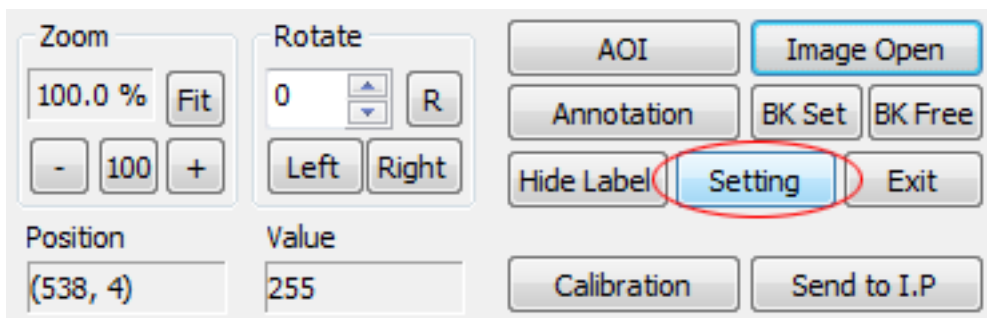 Zoom
Rotate
AOI
Image Open
100.0 %
Fit
0
R
Annotation
BK Set
BK Free
-
100
+
Left
Right
Hide Label
Setting
Exit
Position
Value
(538, 4)
255
Calibration
Send to I.P